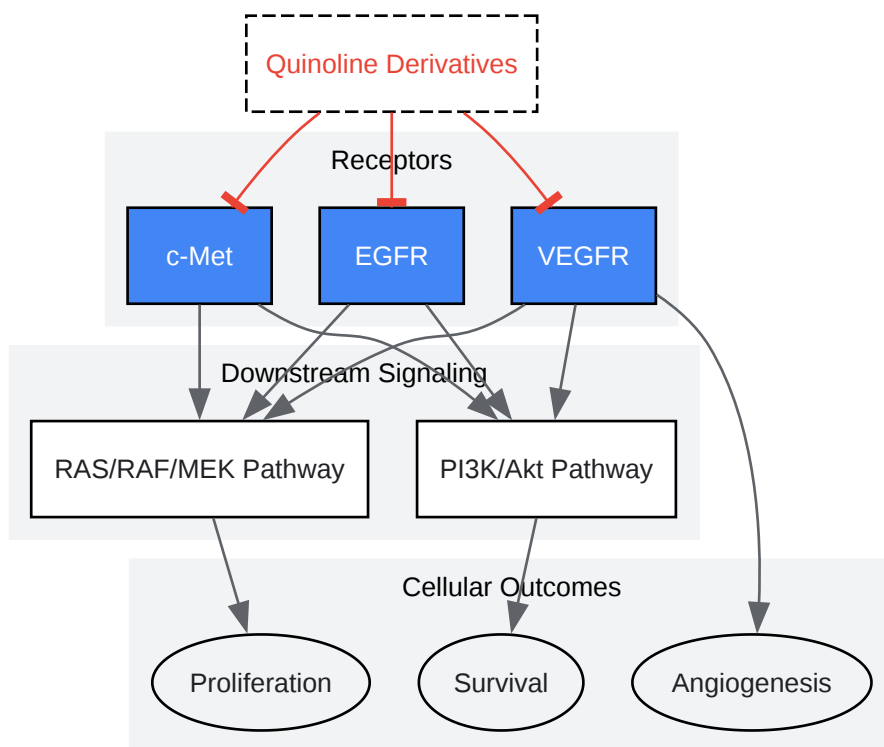 Quinoline Derivatives
Receptors
c-Met
EGFR
VEGFR
Downstream Signaling
RAS/RAF/MEK Pathway
PI3K/Akt Pathway
Cellular Outcomes
Proliferation
Survival
Angiogenesis